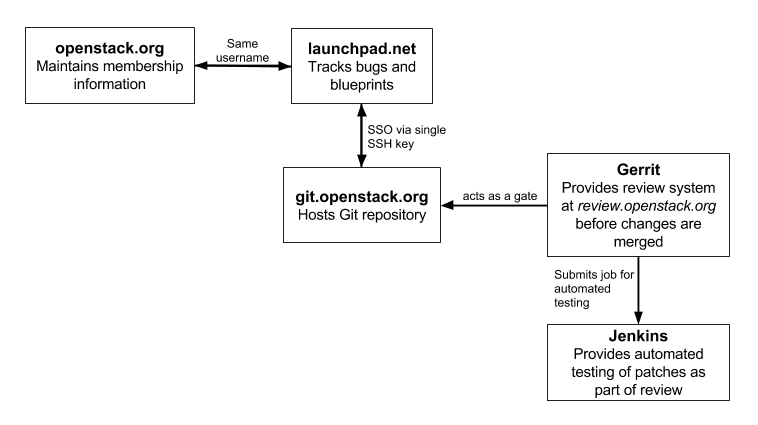 openstack.org
Maintains membership
information
Same
username
launchpad.net
Tracks bugs and
blueprints
SSO via single
SSH key
git.openstack.org
Hosts Git repository
acts as a gate
Gerrit
Provides review system
at review.openstack.org
before changes are
merged
Submits job for
automated
testing
Jenkins
Provides automated
testing of patches as
part of review